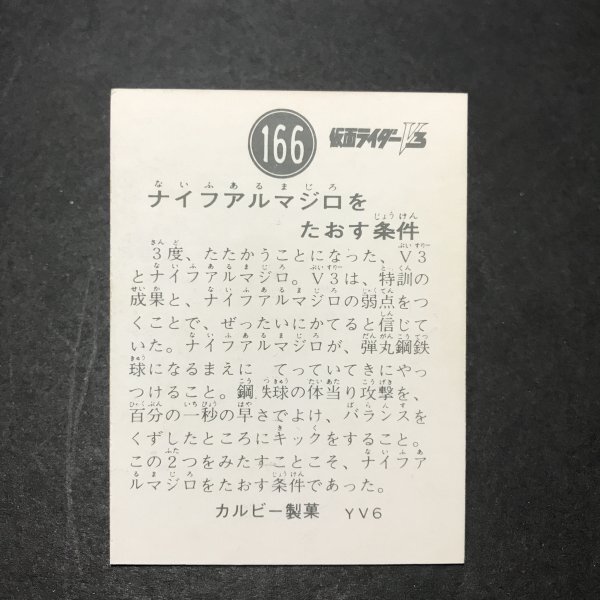 166 仮面ライダーV3
ナイフアルマジロを
たおす条件
3度、たたかうことになった、V3
とナイフアルマジロ。V3は、特訓の
成果と、ナイフアルマジロの弱点をつ
くことで、ぜったいにかてると信じて
いた。ナイフアルマジロが、弾丸鋼鉄
球になるまえに てっていてきにやっ
つけること。鋼鉄球の体当り攻撃を、
百分の一秒の早さでよけ、バランスを
くずしたところにキックをすること。
この2つをみたすことこそ、ナイフア
ルマジロをたおす条件であった。
カルビー製菓 YV6